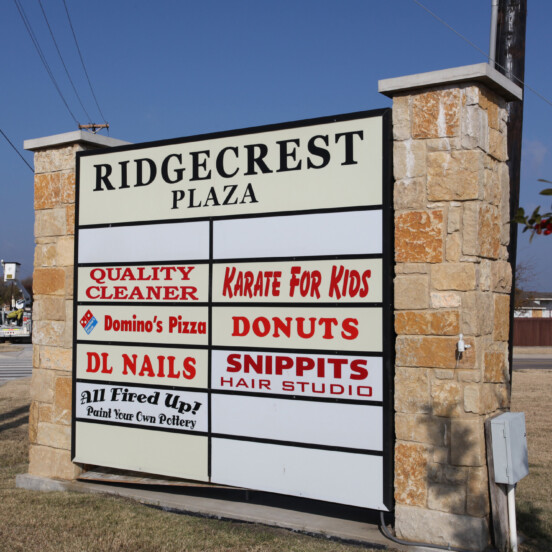 RIDGECREST
PLAZA
QUALITY
CLEANER
KARATE FOR KIDS
Domino's Pizza
DONUTS
DL NAILS
SNIPPITS
HAIR STUDIO
All Fired Up!
Paint Your Own Pottery